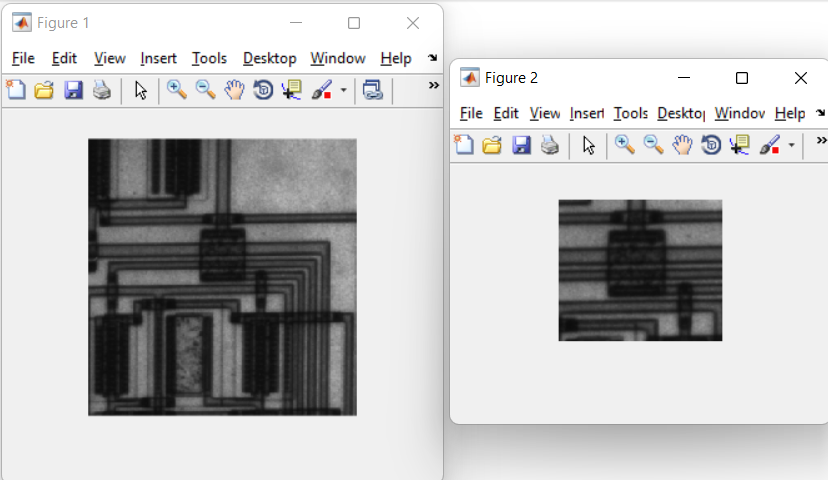 Figure 1
File Edit View Insert Tools Desktop Window Help
Figure 2
File Edit View Insert Tools Desktop Window Help